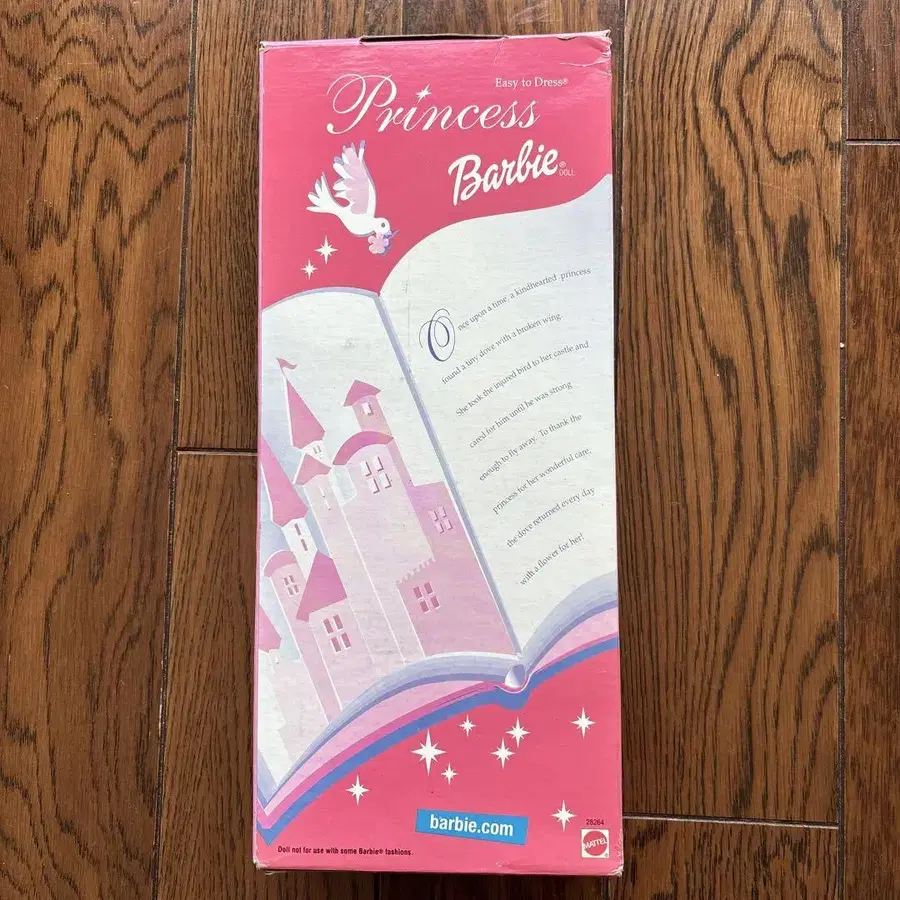 Easy to Dress®
Princess
Barbie®
DOLL
Once upon a time, a kindhearted princess
found a tiny dove with a broken wing.
She took the injured bird to her castle and
cared for him until he was strong
enough to fly away. To thank the
princess for her wonderful care,
the dove returned every day
with a flower for her!
barbie.com
28264
Doll not for use with some Barbie® fashions.
MATTEL®